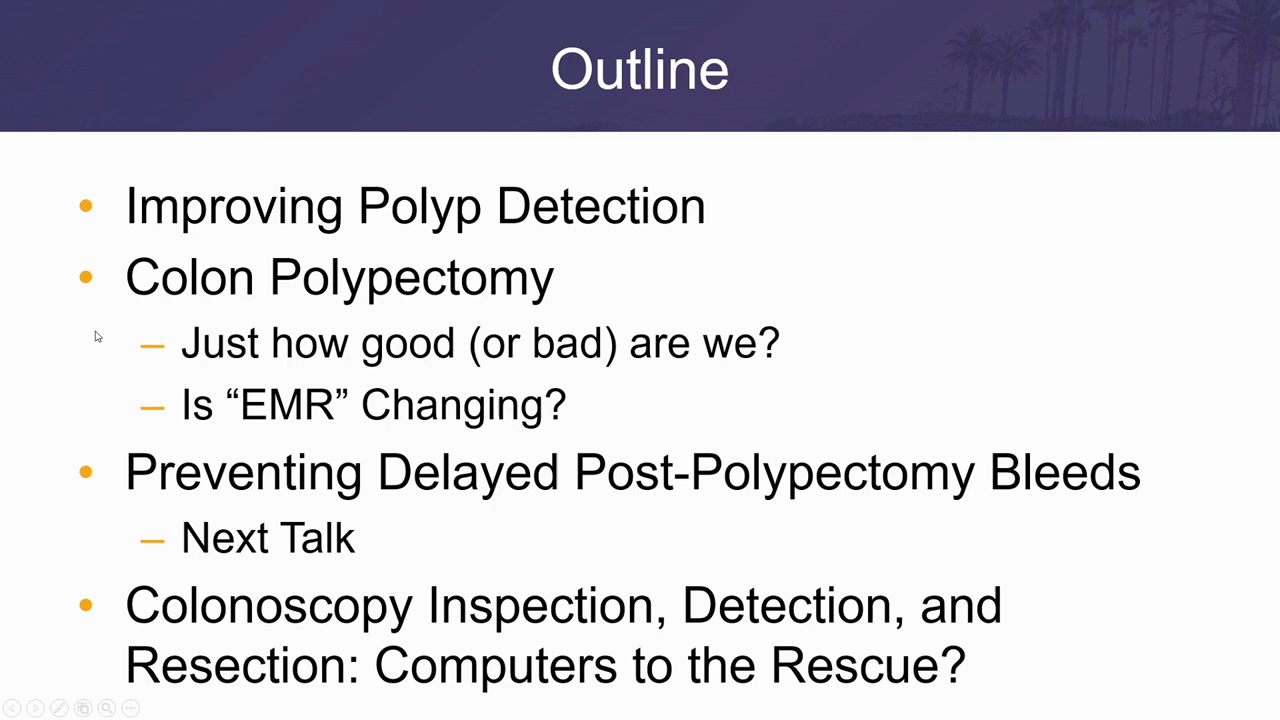 Outline
• Improving Polyp Detection
• Colon Polypectomy
– Just how good (or bad) are we?
– Is “EMR” Changing?
• Preventing Delayed Post-Polypectomy Bleeds
– Next Talk
• Colonoscopy Inspection, Detection, and
Resection: Computers to the Rescue?